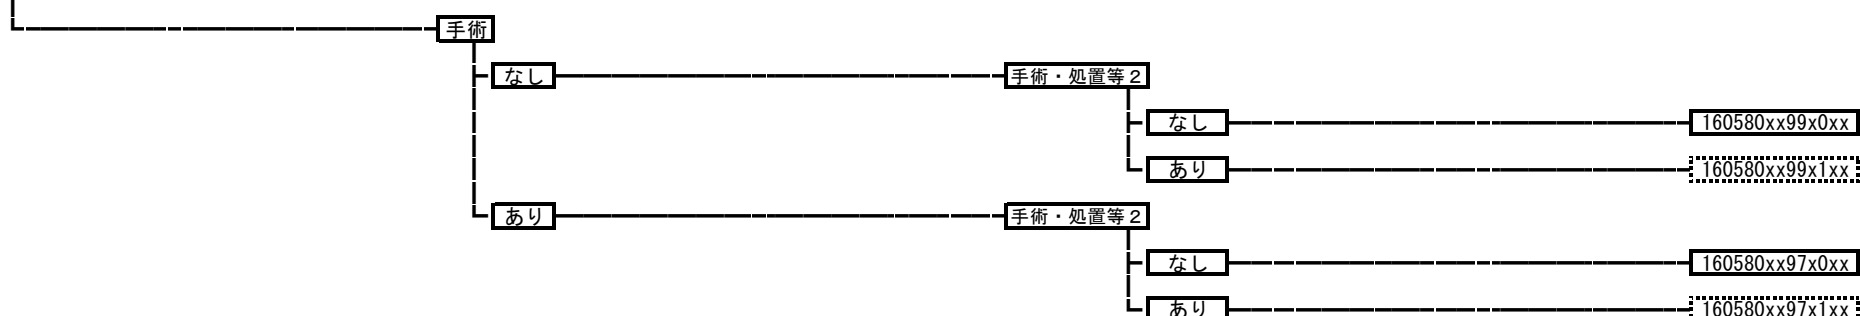 手術
なし 手術・処置等２
なし 160580xx99x0xx
あり 160580xx99x1xx
あり 手術・処置等２
なし 160580xx97x0xx
あり 160580xx97x1xx